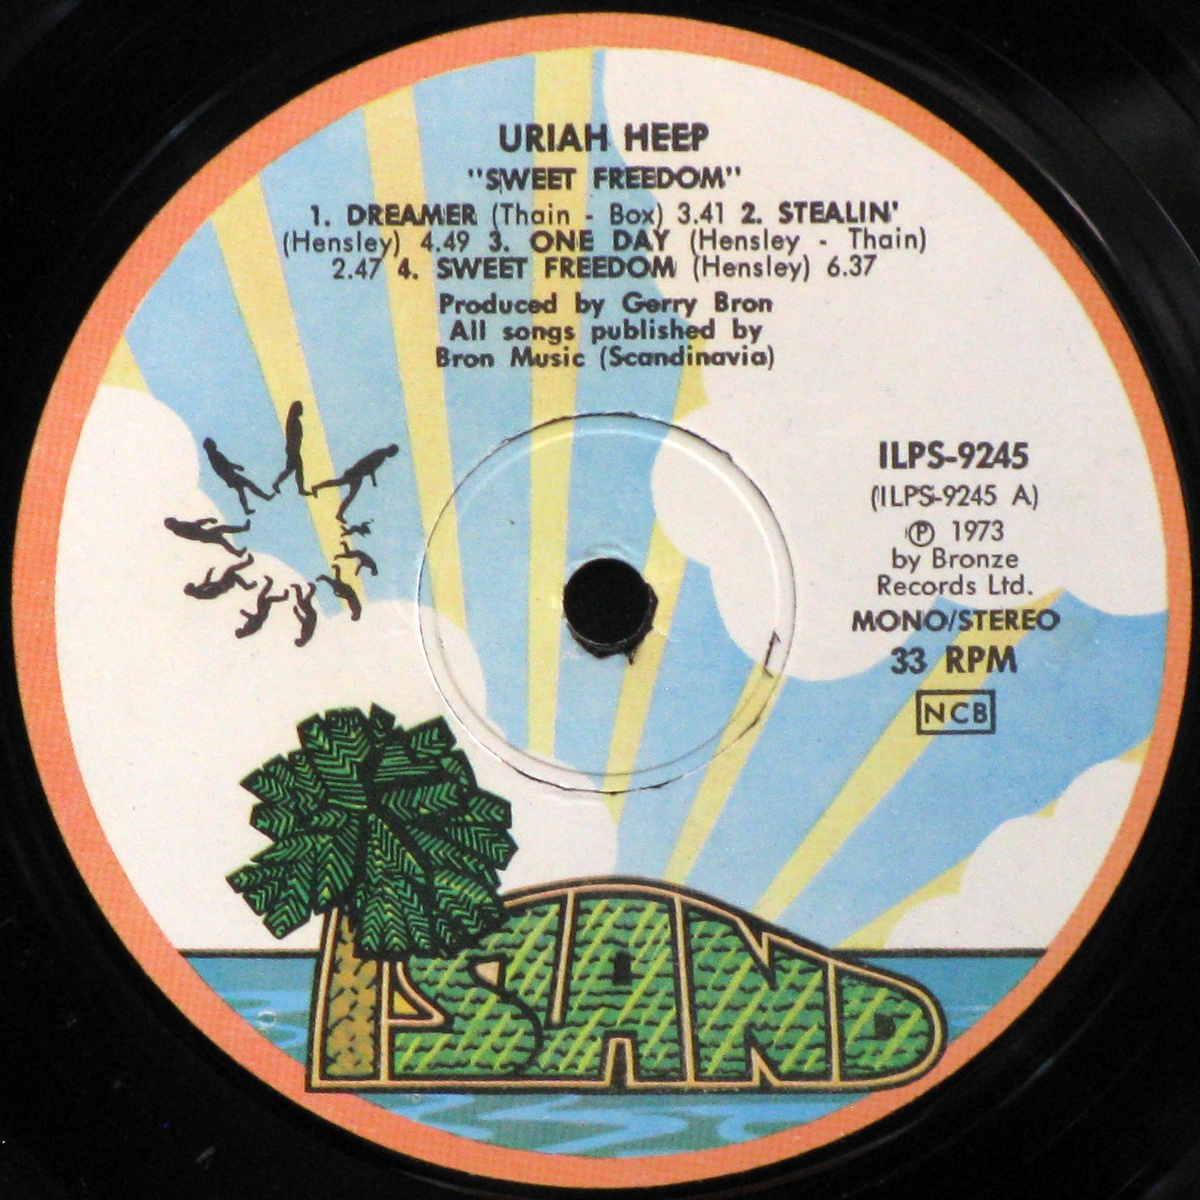 URIAH HEEP
"SWEET FREEDOM"
1. DREAMER (Thain - Box) 3.41 2. STEALIN'
(Hensley) 4.49 3. ONE DAY (Hensley - Thain)
2.47 4. SWEET FREEDOM (Hensley) 6.37
Produced by Gerry Bron
All songs published by
Bron Music (Scandinavia)
ILPS-9245
(ILPS-9245 A)
Ⓟ 1973
by Bronze
Records Ltd.
MONO/STEREO
33 RPM
NCB
ISLAND